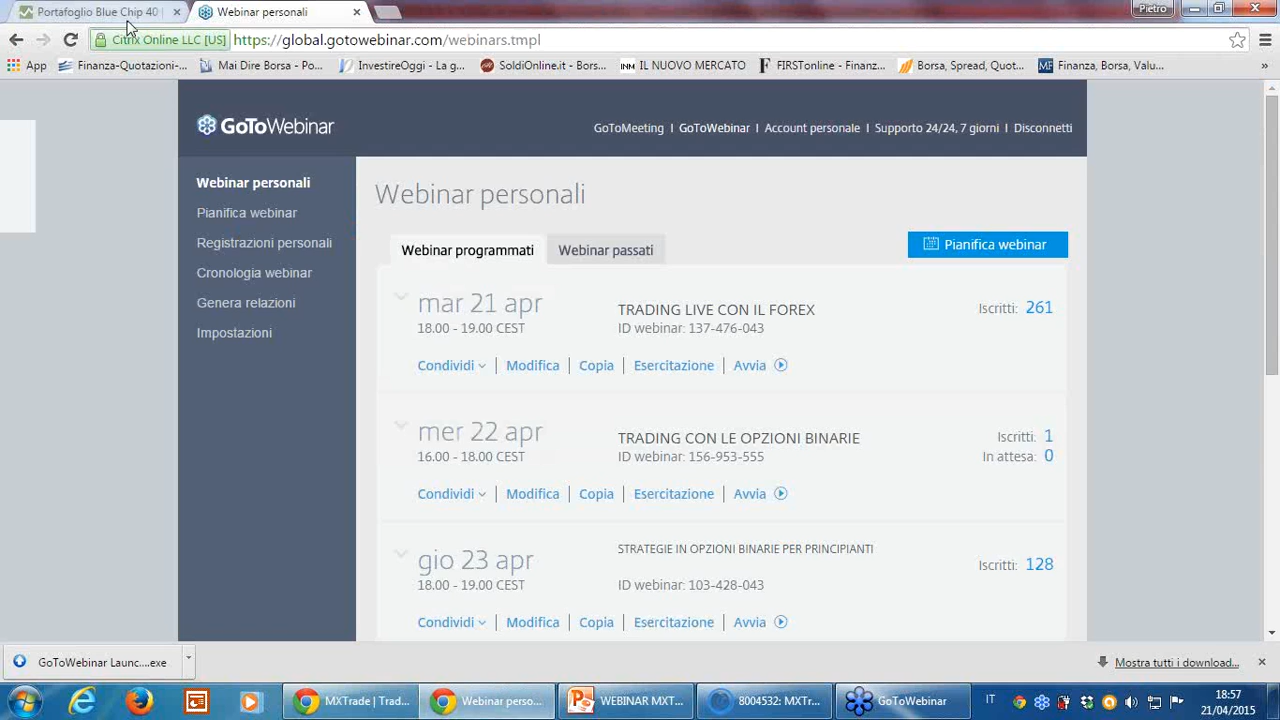 Portafoglio Blue Chip 40 |
Webinar personali
Pietro
Citrix Online LLC [US]
https://global.gotowebinar.com/webinars.tmpl
App
Finanza-Quotazioni-...
Mai Dire Borsa - Po...
InvestireOggi - La g...
SoldiOnline.it - Bors...
INM IL NUOVO MERCATO
F FIRSTonline - Finanz...
Borsa, Spread, Quot...
MF Finanza, Borsa, Valu...
»
GoToWebinar
GoToMeeting | GoToWebinar | Account personale | Supporto 24/24, 7 giorni | Disconnetti
Webinar personali
Pianifica webinar
Registrazioni personali
Cronologia webinar
Genera relazioni
Impostazioni
Webinar personali
Webinar programmati
Webinar passati
Pianifica webinar
mar 21 apr
18.00 - 19.00 CEST
TRADING LIVE CON IL FOREX
ID webinar: 137-476-043
Iscritti: 261
Condividi | Modifica | Copia | Esercitazione | Avvia
mer 22 apr
16.00 - 18.00 CEST
TRADING CON LE OPZIONI BINARIE
ID webinar: 156-953-555
Iscritti: 1
In attesa: 0
Condividi | Modifica | Copia | Esercitazione | Avvia
gio 23 apr
18.00 - 19.00 CEST
STRATEGIE IN OPZIONI BINARIE PER PRINCIPIANTI
ID webinar: 103-428-043
Iscritti: 128
Condividi | Modifica | Copia | Esercitazione | Avvia
GoToWebinar Launc....exe
Mostra tutti i download...
MXTrade | Trad...
Webinar perso...
WEBINAR MXT...
8004532: MXTr...
GoToWebinar
IT
18:57
21/04/2015